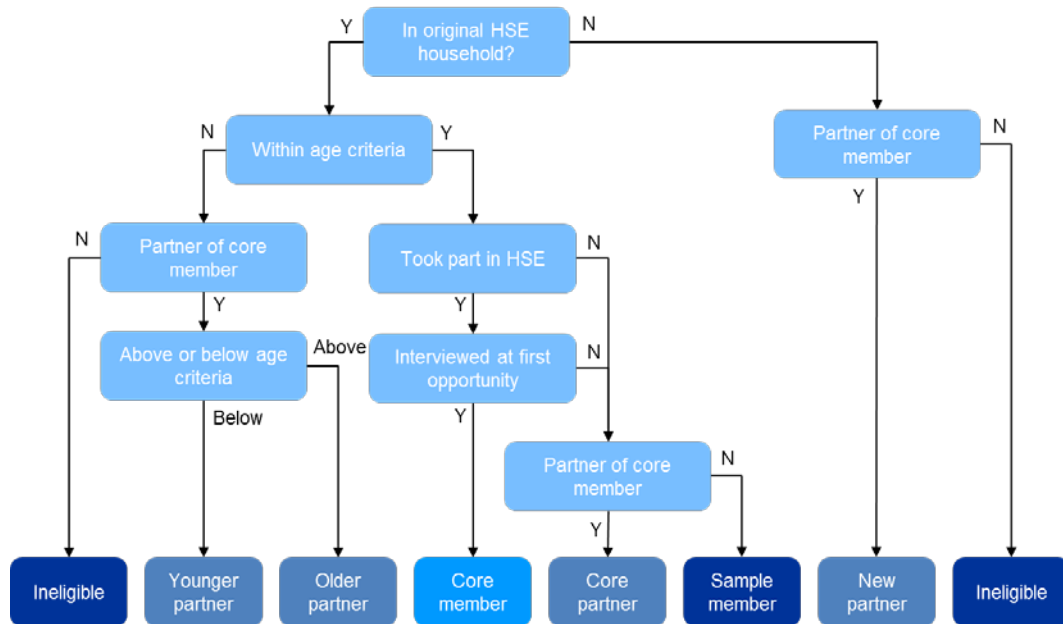 In original HSE
household?
Y
N
Within age criteria
N
Y
Partner of core
member
N
Y
Partner of core
member
N
Y
Took part in HSE
N
Y
Above or below age
criteria
Above
Below
Interviewed at first
opportunity
N
Y
Partner of core
member
N
Y
Ineligible
Younger
partner
Older
partner
Core
member
Core
partner
Sample
member
New
partner
Ineligible